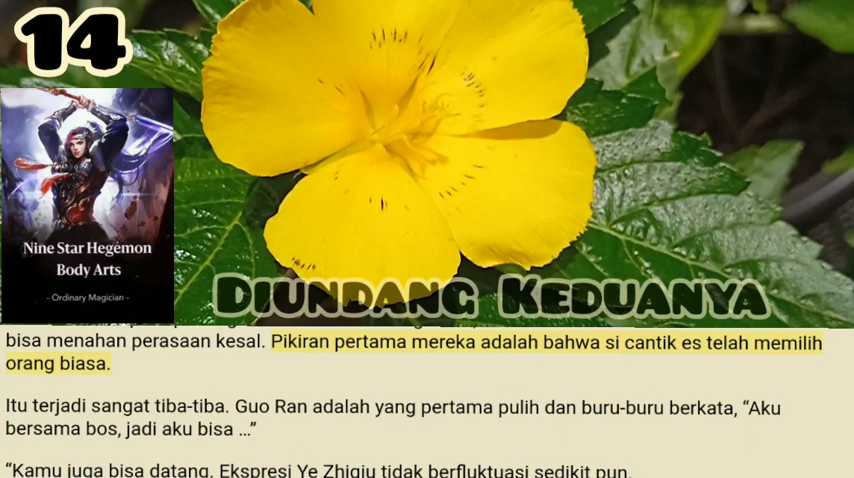 14
Nine Star Hegemon
Body Arts
- Ordinary Magician -
DIUNDANG KEDUANYA
bisa menahan perasaan kesal. Pikiran pertama mereka adalah bahwa si cantik es telah memilih
orang biasa.
Itu terjadi sangat tiba-tiba. Guo Ran adalah yang pertama pulih dan buru-buru berkata, “Aku
bersama bos, jadi aku bisa ...”
“Kamu juga bisa datang. Ekspresi Ye Zhiqiu tidak berfluktuasi sedikit pun.